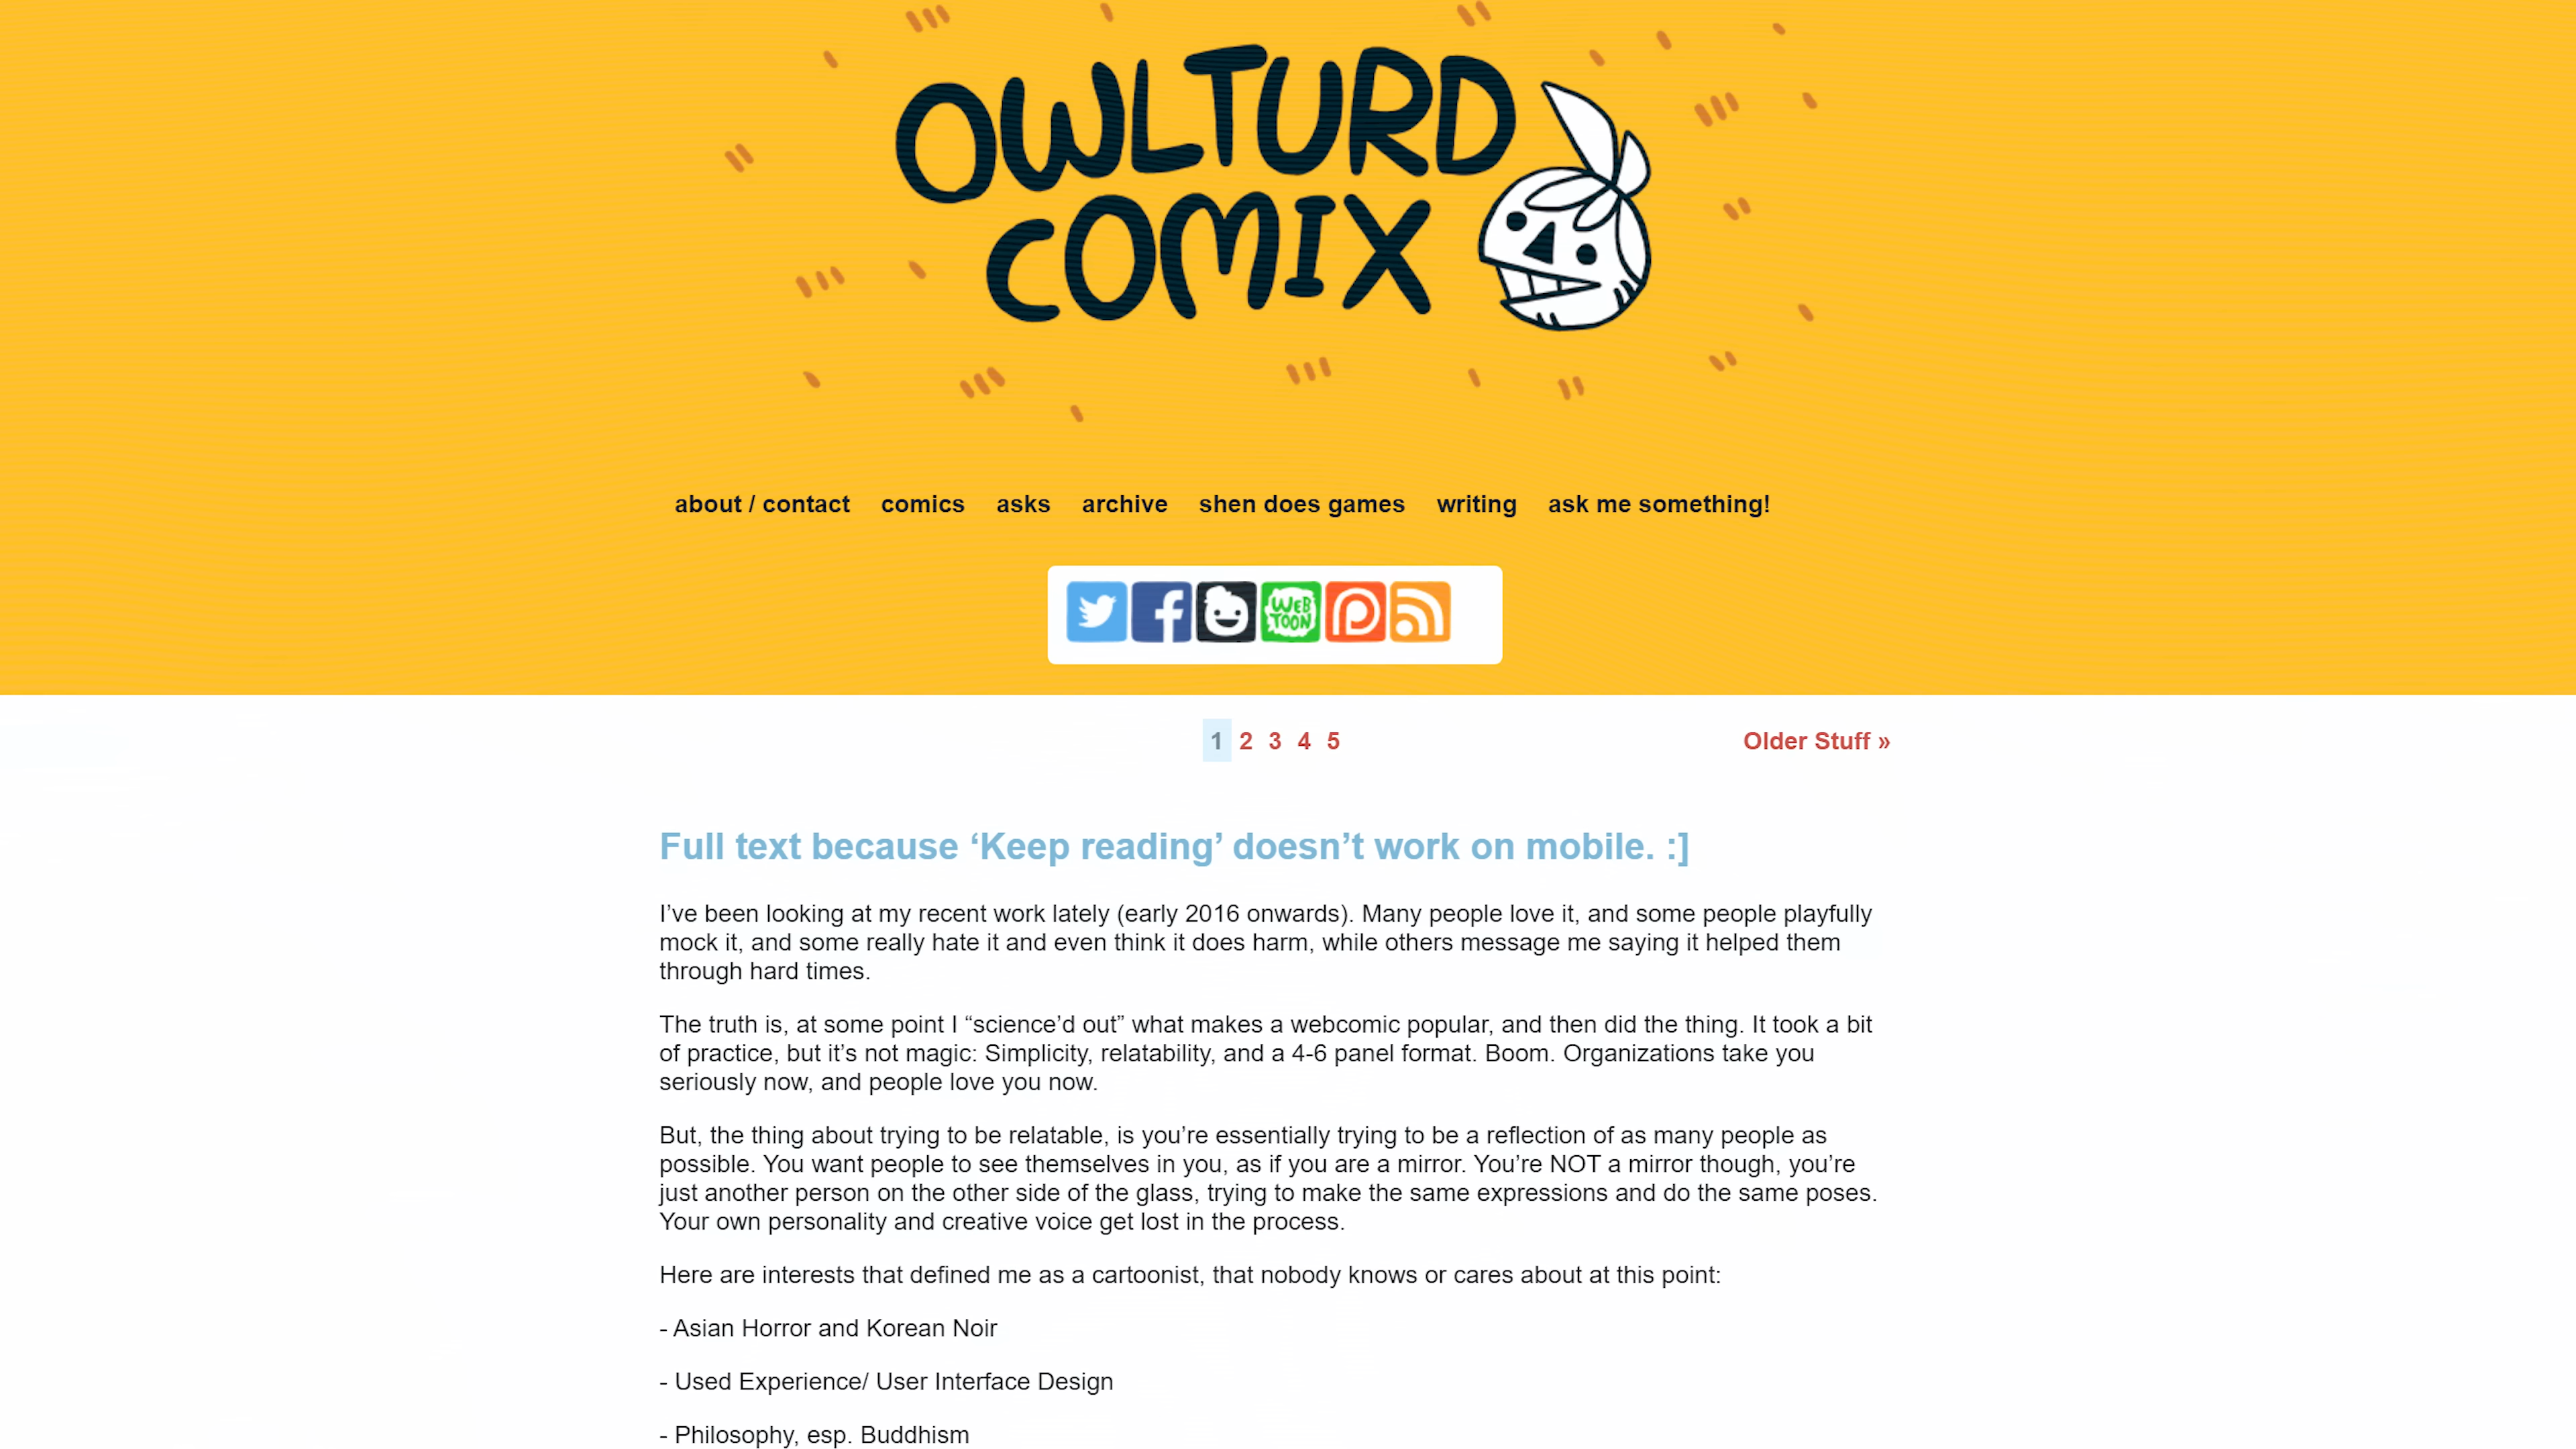 OWLTURD
COMIX
about / contact comics asks archive shen does games writing ask me something!
WEB
TOON
1 2 3 4 5 Older Stuff »
Full text because ‘Keep reading’ doesn’t work on mobile. :]
I’ve been looking at my recent work lately (early 2016 onwards). Many people love it, and some people playfully
mock it, and some really hate it and even think it does harm, while others message me saying it helped them
through hard times.
The truth is, at some point I “science’d out” what makes a webcomic popular, and then did the thing. It took a bit
of practice, but it’s not magic: Simplicity, relatability, and a 4-6 panel format. Boom. Organizations take you
seriously now, and people love you now.
But, the thing about trying to be relatable, is you’re essentially trying to be a reflection of as many people as
possible. You want people to see themselves in you, as if you are a mirror. You’re NOT a mirror though, you’re
just another person on the other side of the glass, trying to make the same expressions and do the same poses.
Your own personality and creative voice get lost in the process.
Here are interests that defined me as a cartoonist, that nobody knows or cares about at this point:
- Asian Horror and Korean Noir
- Used Experience/ User Interface Design
- Philosophy, esp. Buddhism